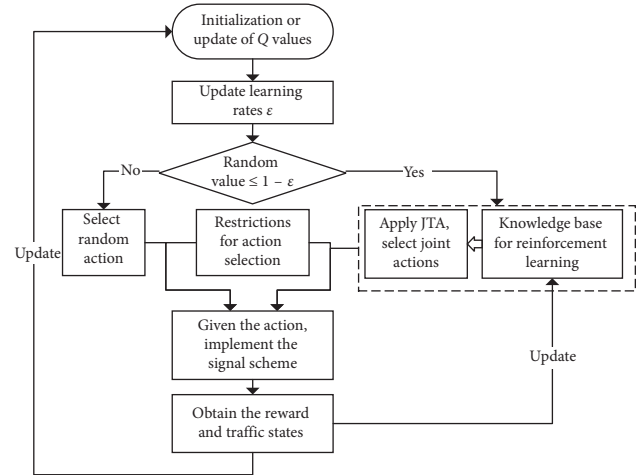 Initialization or
update of Q values
Update learning
rates ε
Random
value ≤ 1 – ε
No
Yes
Select
random
action
Restrictions
for action
selection
Apply JTA,
select joint
actions
Knowledge base
for reinforcement
learning
Update
Given the action,
implement the
signal scheme
Update
Obtain the reward
and traffic states